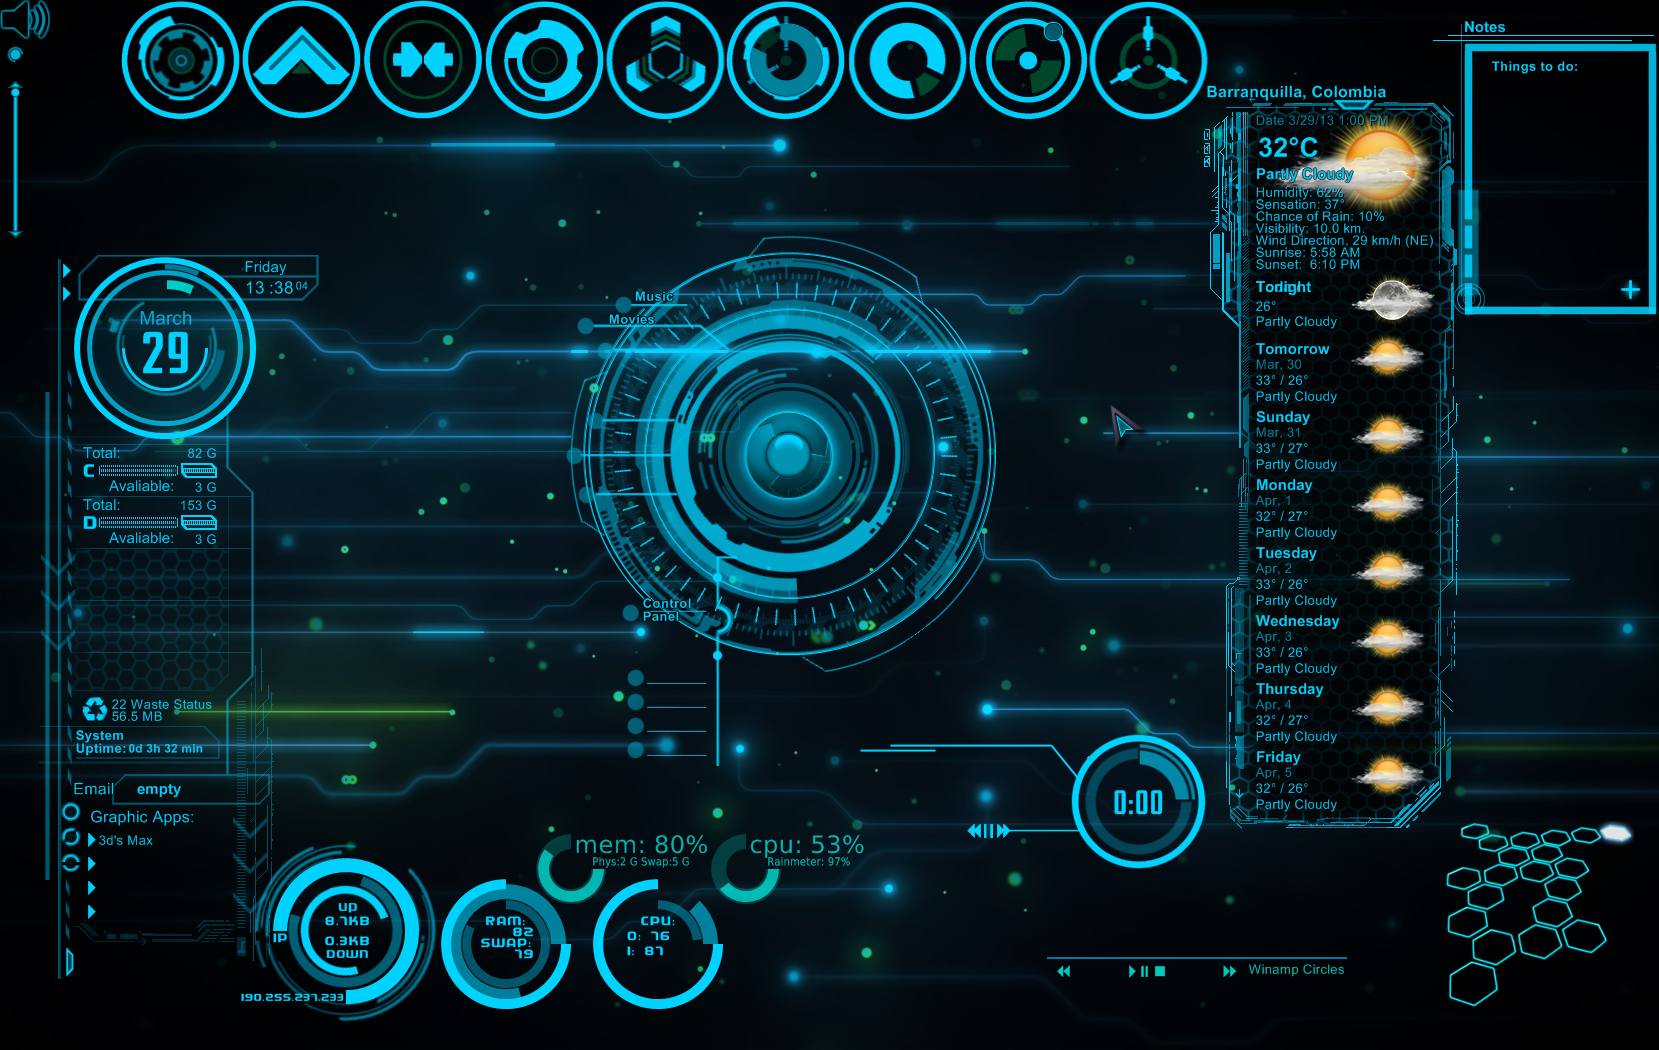 Notes
Things to do:
Barranquilla, Colombia
Date 3/29/13 1:00 PM
32°C
Partly Cloudy
Humidity: 62%
Sensation: 37°
Chance of Rain: 10%
Visibility: 10.0 km.
Wind Direction, 29 km/h (NE)
Sunrise: 5:58 AM
Sunset: 6:10 PM
Tonight
26°
Partly Cloudy
Tomorrow
Mar, 30
33° / 26°
Partly Cloudy
Sunday
Mar, 31
33° / 27°
Partly Cloudy
Monday
Apr, 1
32° / 27°
Partly Cloudy
Tuesday
Apr, 2
33° / 26°
Partly Cloudy
Wednesday
Apr, 3
33° / 26°
Partly Cloudy
Thursday
Apr, 4
32° / 27°
Partly Cloudy
Friday
Apr, 5
32° / 26°
Partly Cloudy
Friday
13 :38 04
March
29
Total: 82 G
C
Avaliable: 3 G
Total: 153 G
D
Avaliable: 3 G
22 Waste Status
56.5 MB
System
Uptime: 0d 3h 32 min
Email empty
Graphic Apps:
3d's Max
Music
Movies
Control
Panel
0:00
mem: 80%
Phys:2 G Swap:5 G
cpu: 53%
Rainmeter: 97%
UP
8.7KB
0.3KB
DOWN
IP
190.255.237.233
RAM:
82
SWAP:
79
CPU:
0: 76
1: 87
Winamp Circles